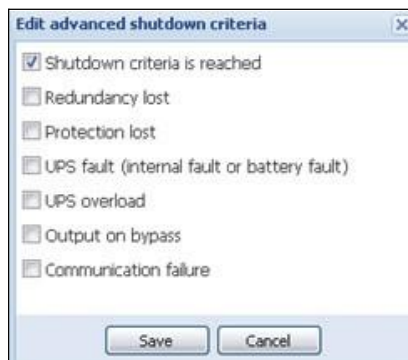 Edit advanced shutdown criteria
Shutdown criteria is reached
Redundancy lost
Protection lost
UPS fault (internal fault or battery fault)
UPS overload
Output on bypass
Communication failure
Save Cancel